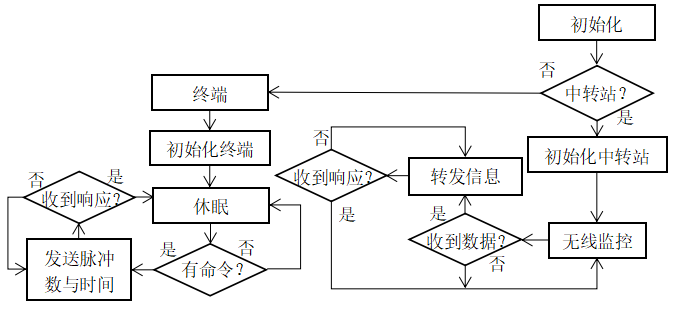 初始化
否
中转站？
是
终端
初始化终端
初始化中转站
否
收到响应？
是
转发信息
否
收到响应？
是
休眠
是
收到数据？
否
无线监控
发送脉冲
数与时间
是
有命令？
否